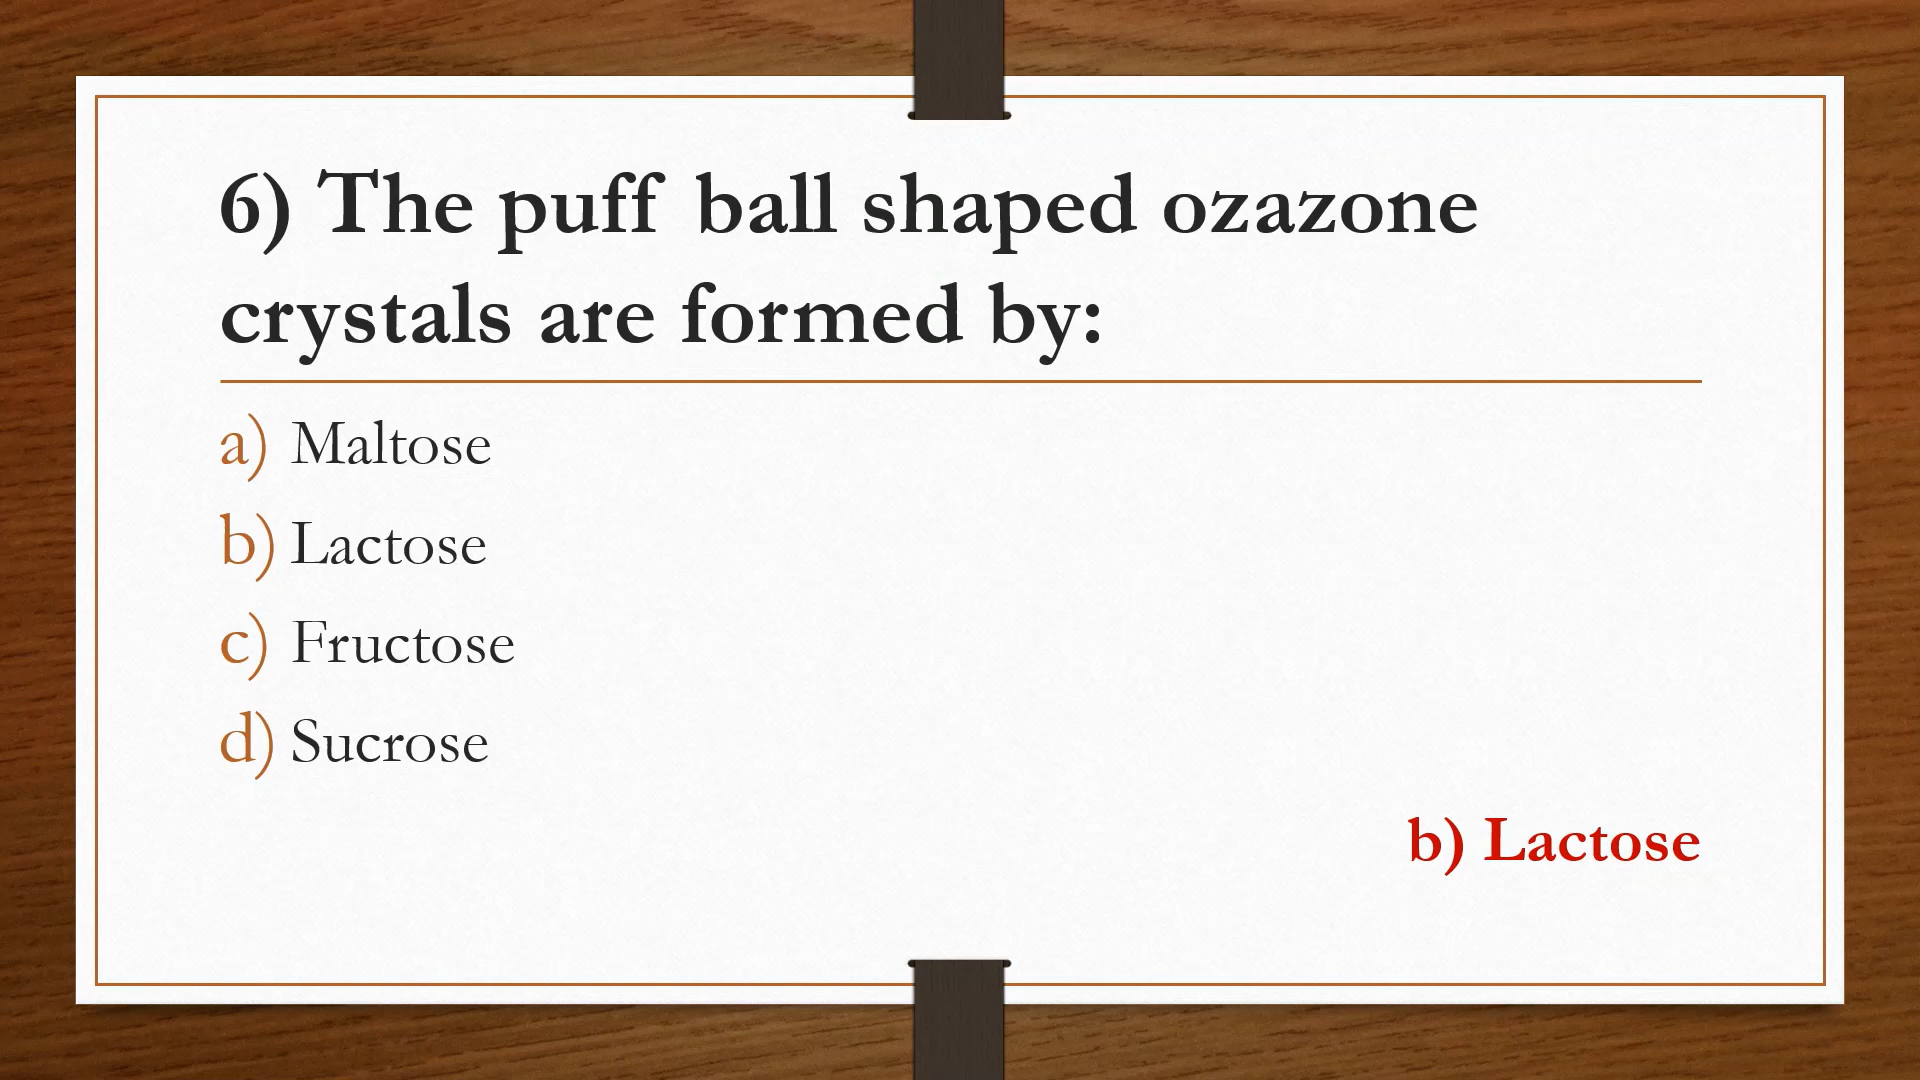 6) The puff ball shaped ozazone
crystals are formed by:
a) Maltose
b) Lactose
c) Fructose
d) Sucrose
b) Lactose